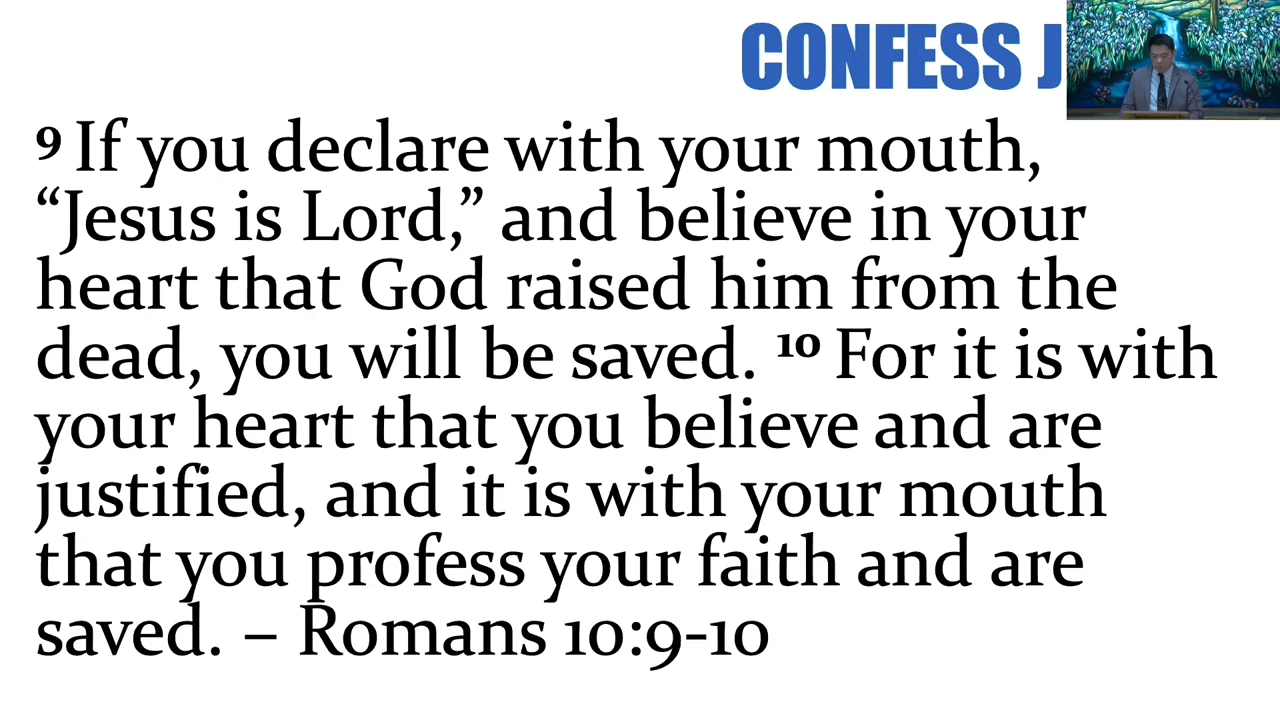 CONFESS J
9 If you declare with your mouth,
“Jesus is Lord,” and believe in your
heart that God raised him from the
dead, you will be saved. 10 For it is with
your heart that you believe and are
justified, and it is with your mouth
that you profess your faith and are
saved. – Romans 10:9-10